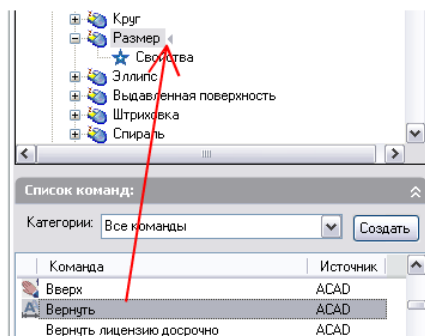 Круг
Размер
Свойства
Эллипс
Выдавленная поверхность
Штриховка
Спираль
Список команд:
Категории: Все команды Создать
Команда Источник
Вверх ACAD
Вернуть ACAD
Вернуть лицензию досрочно ACAD